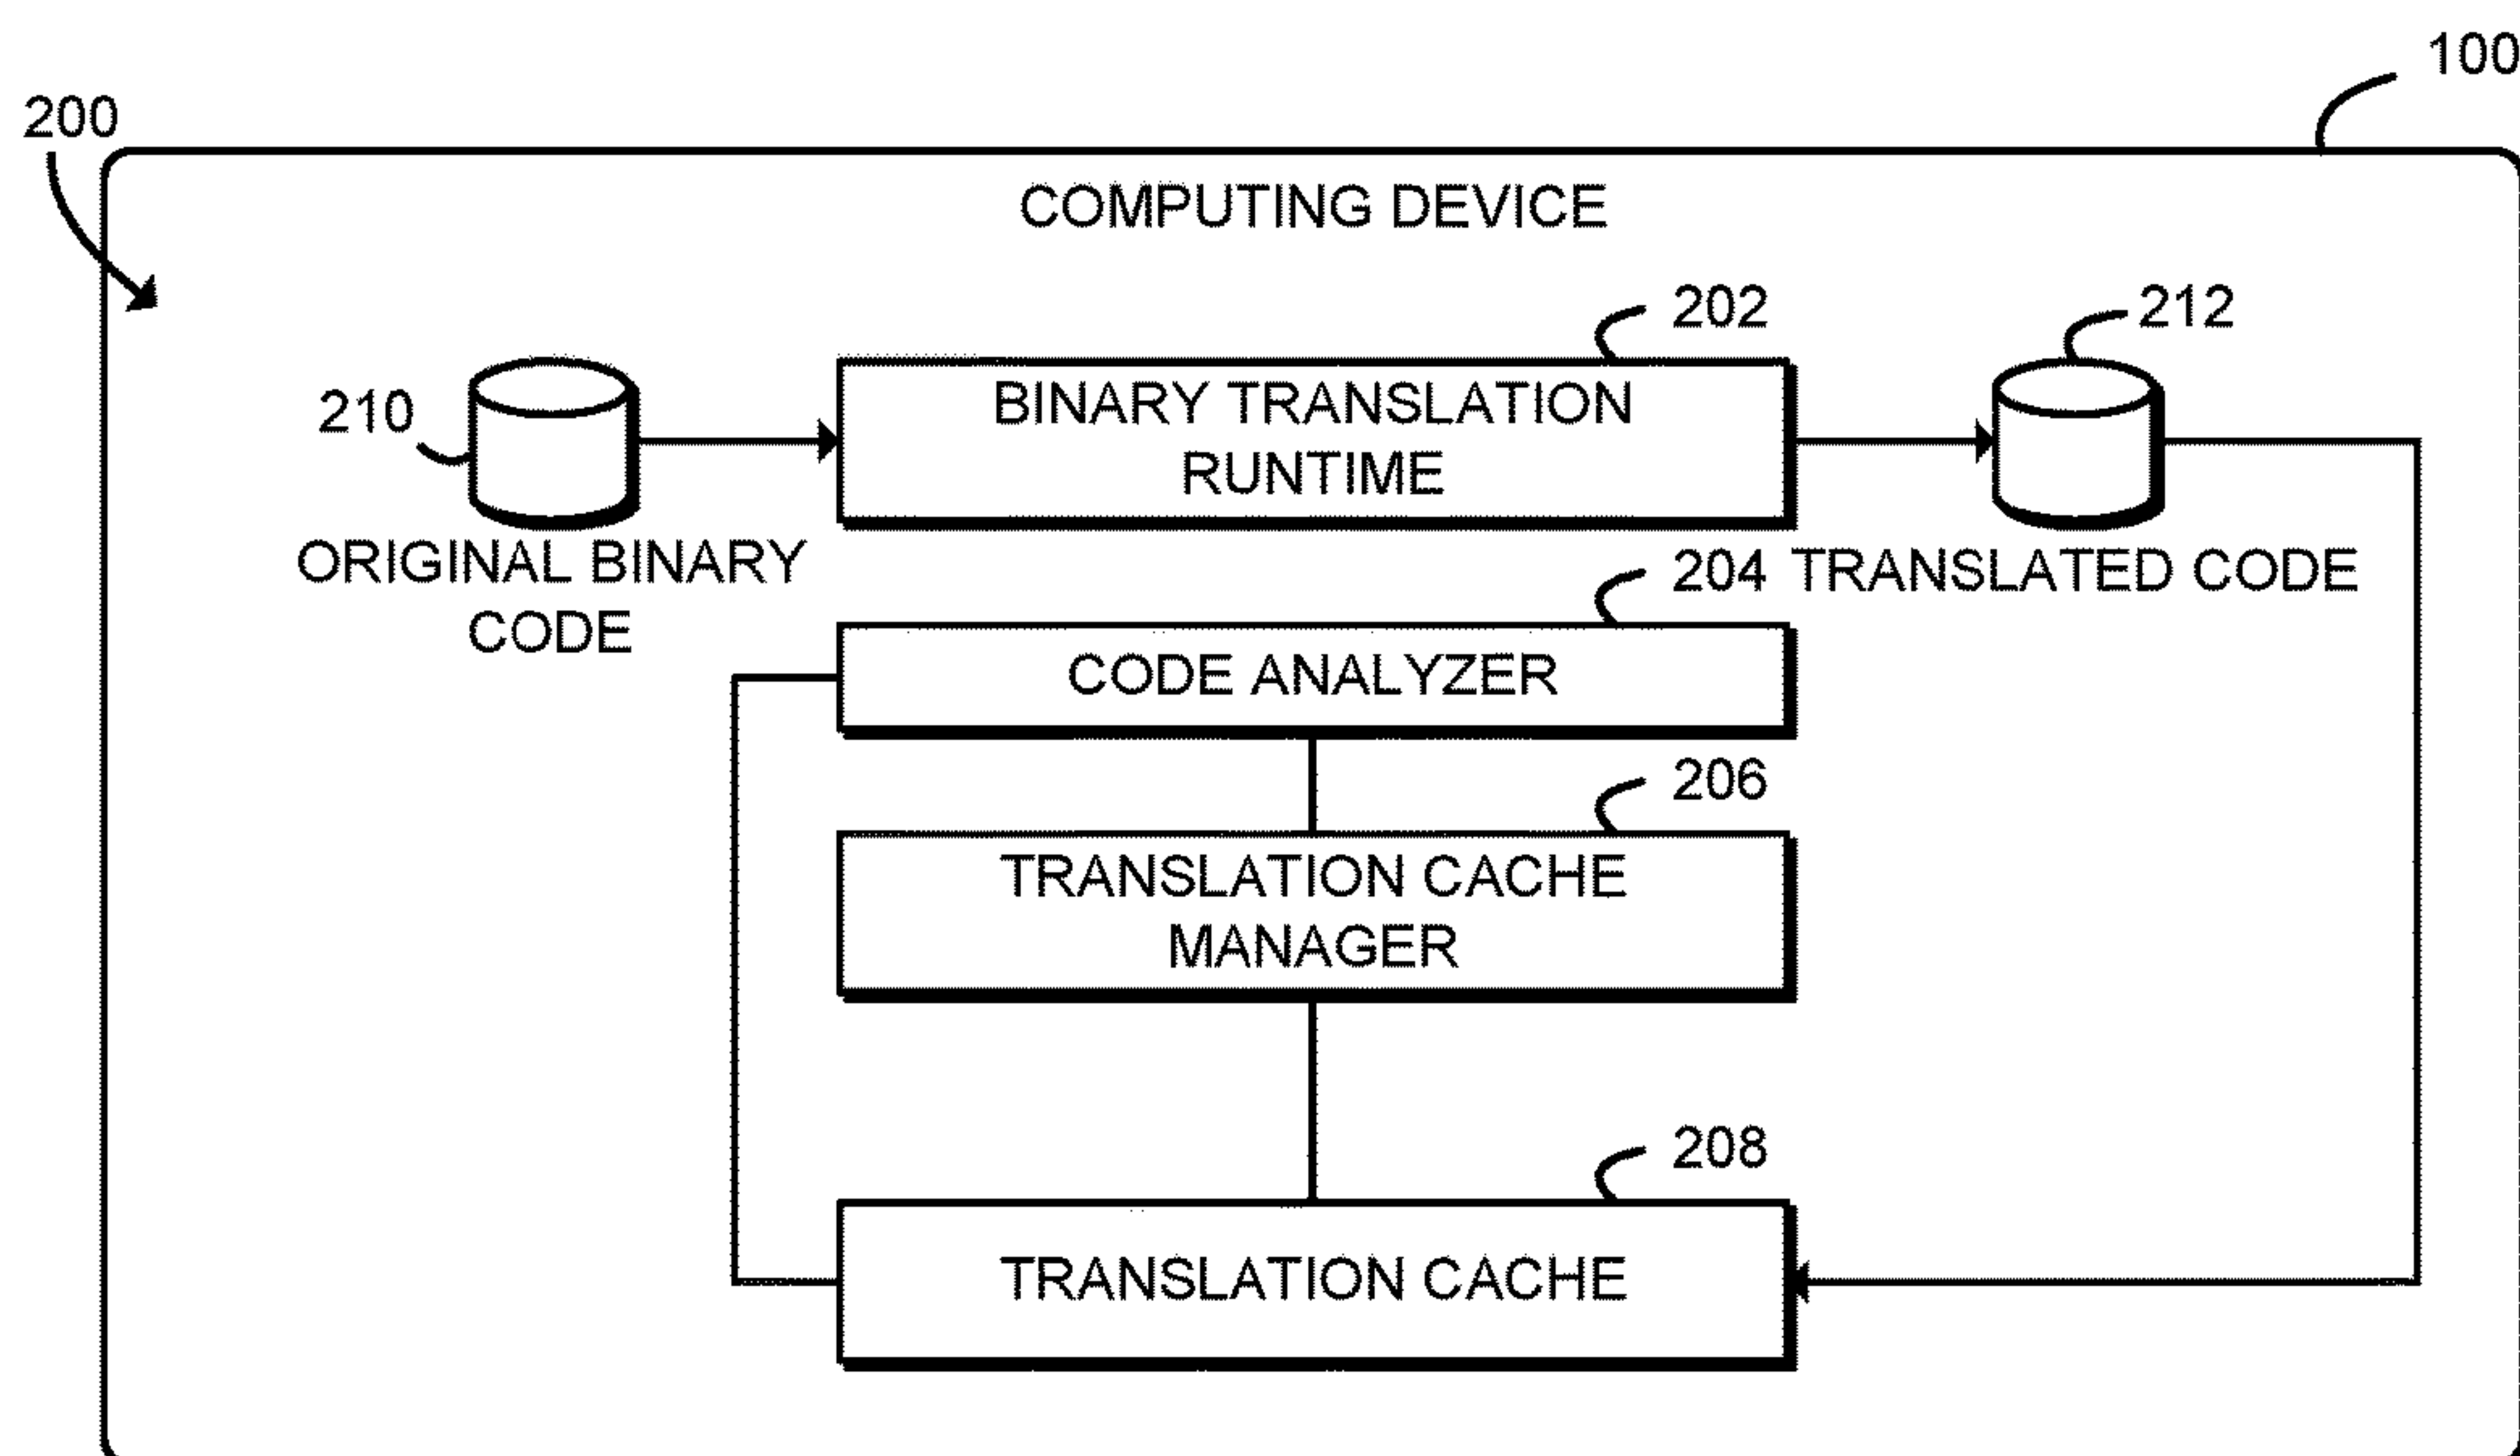 100
200
COMPUTING DEVICE
202
212
210
BINARY TRANSLATION
RUNTIME
ORIGINAL BINARY
CODE
204
TRANSLATED CODE
CODE ANALYZER
206
TRANSLATION CACHE
MANAGER
208
TRANSLATION CACHE